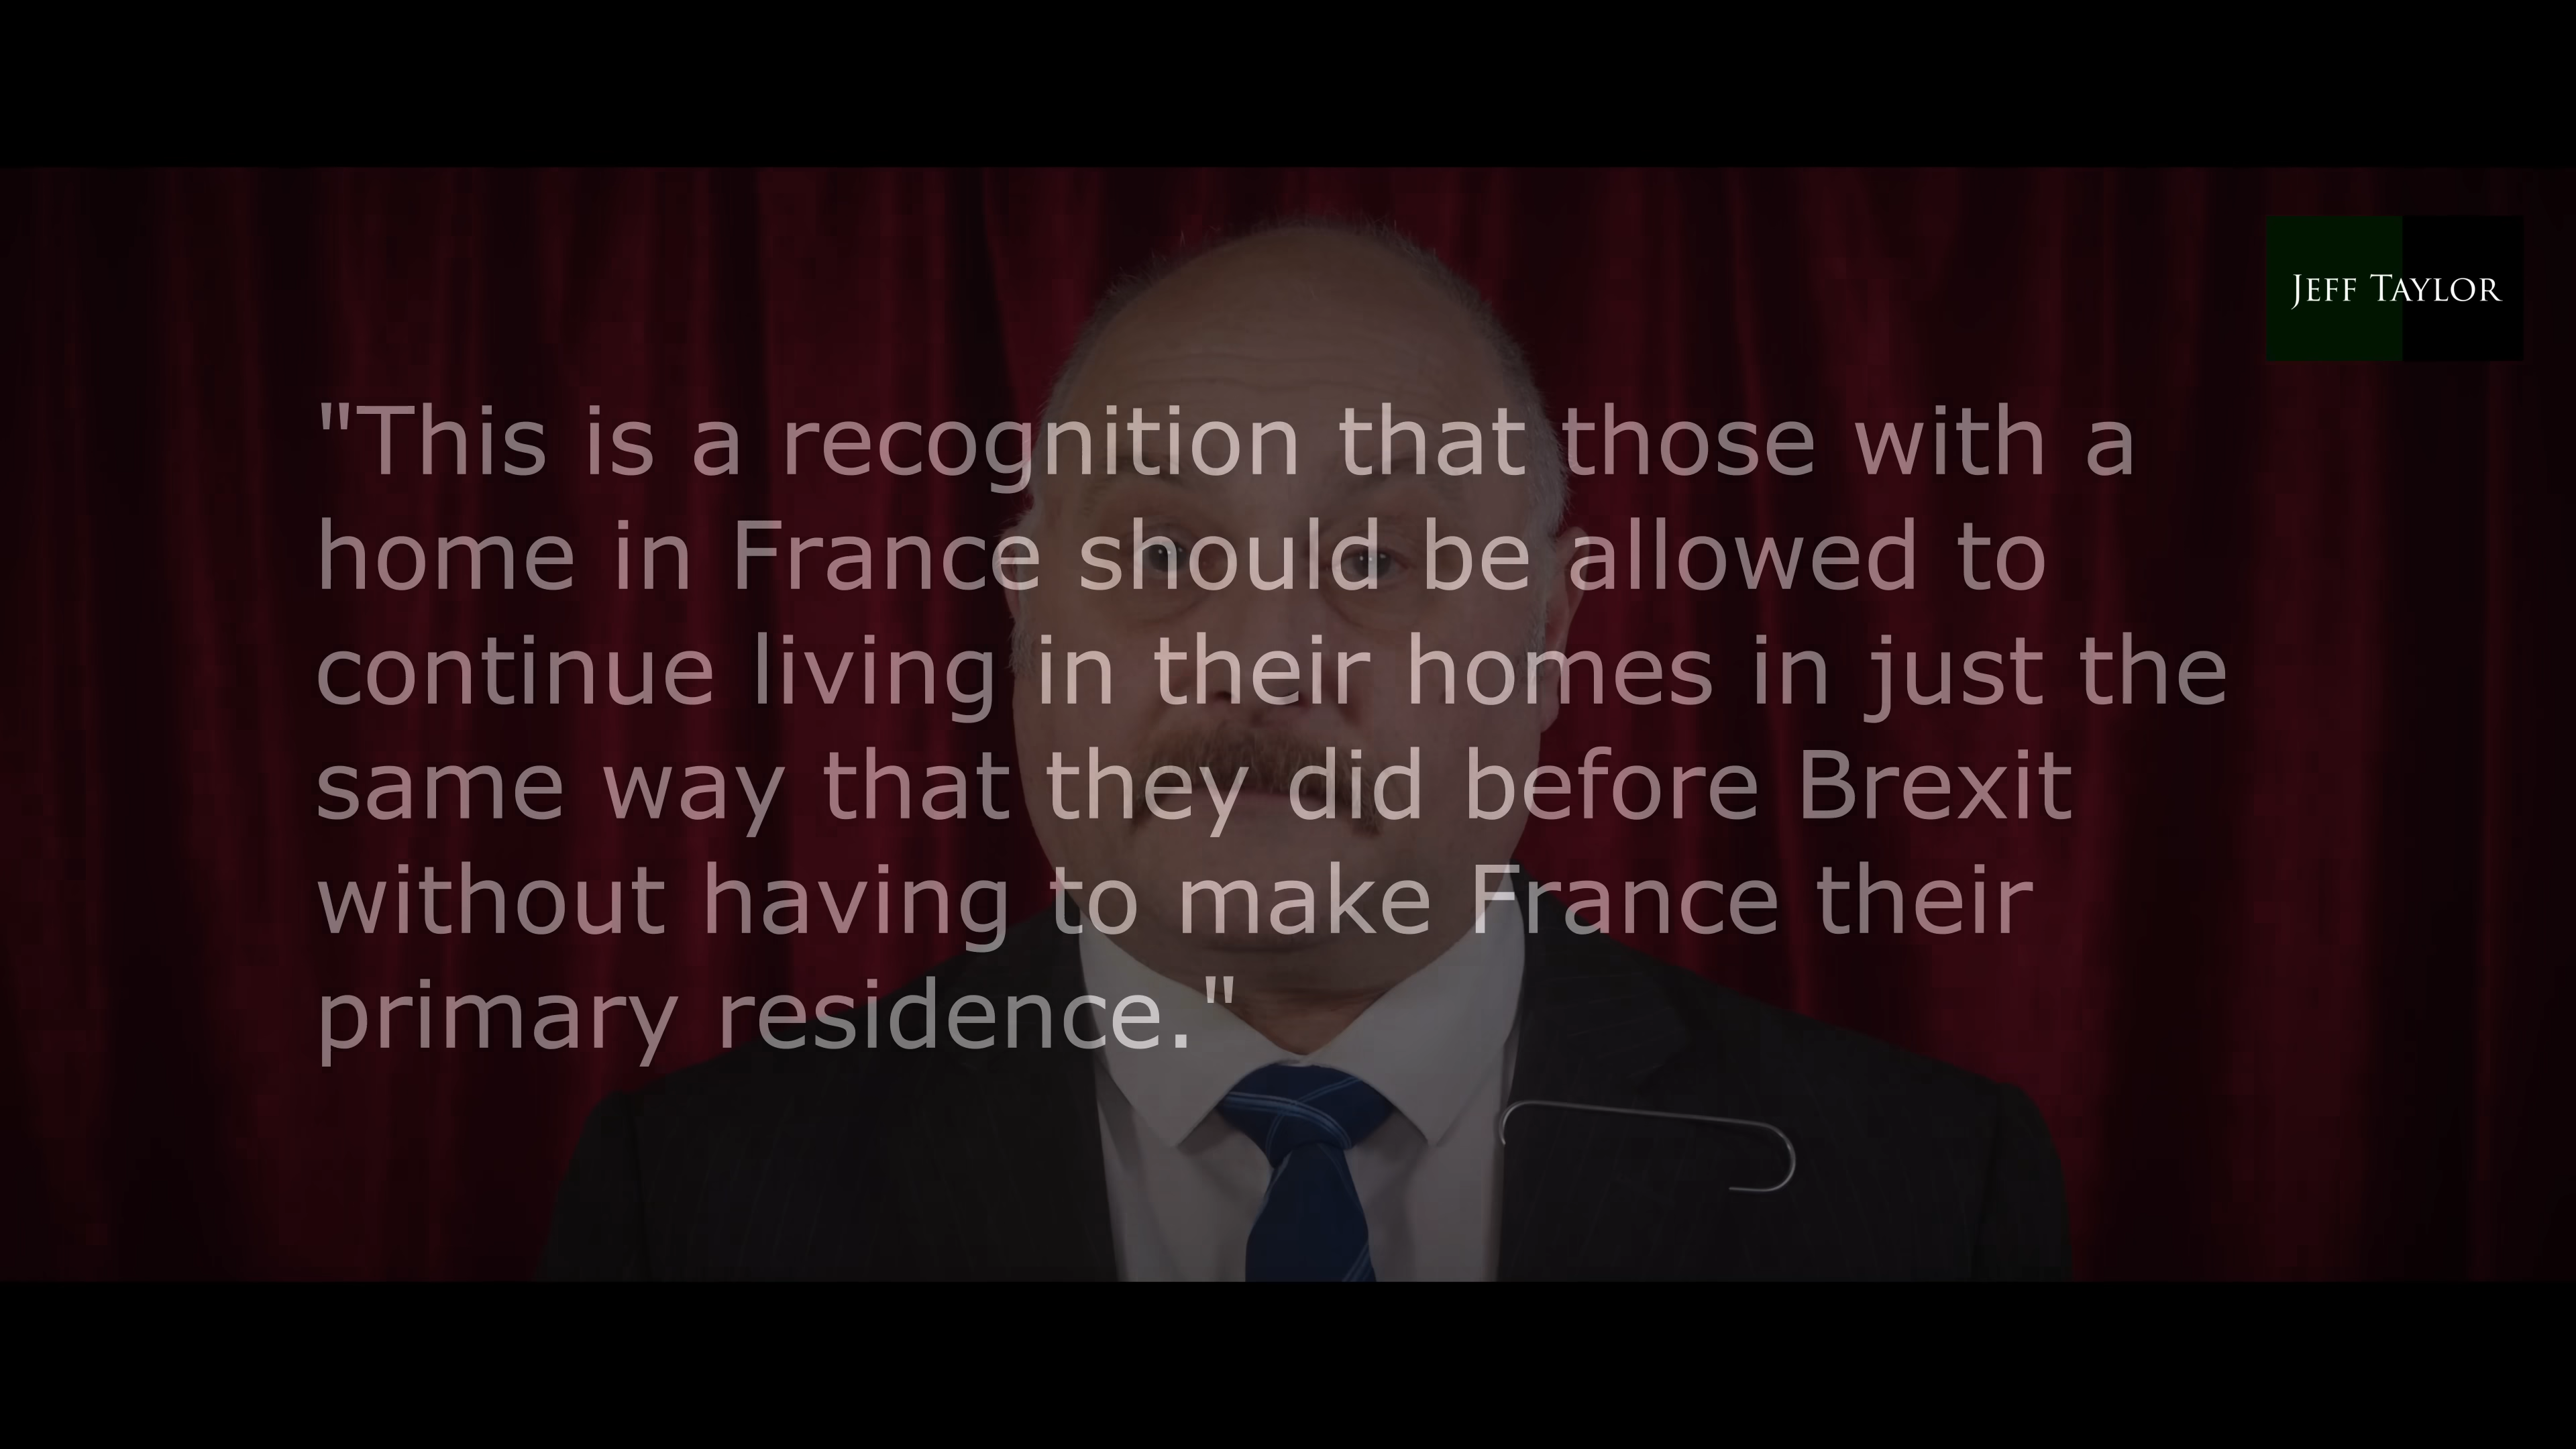 JEFF TAYLOR
"This is a recognition that those with a
home in France should be allowed to
continue living in their homes in just the
same way that they did before Brexit
without having to make France their
primary residence."